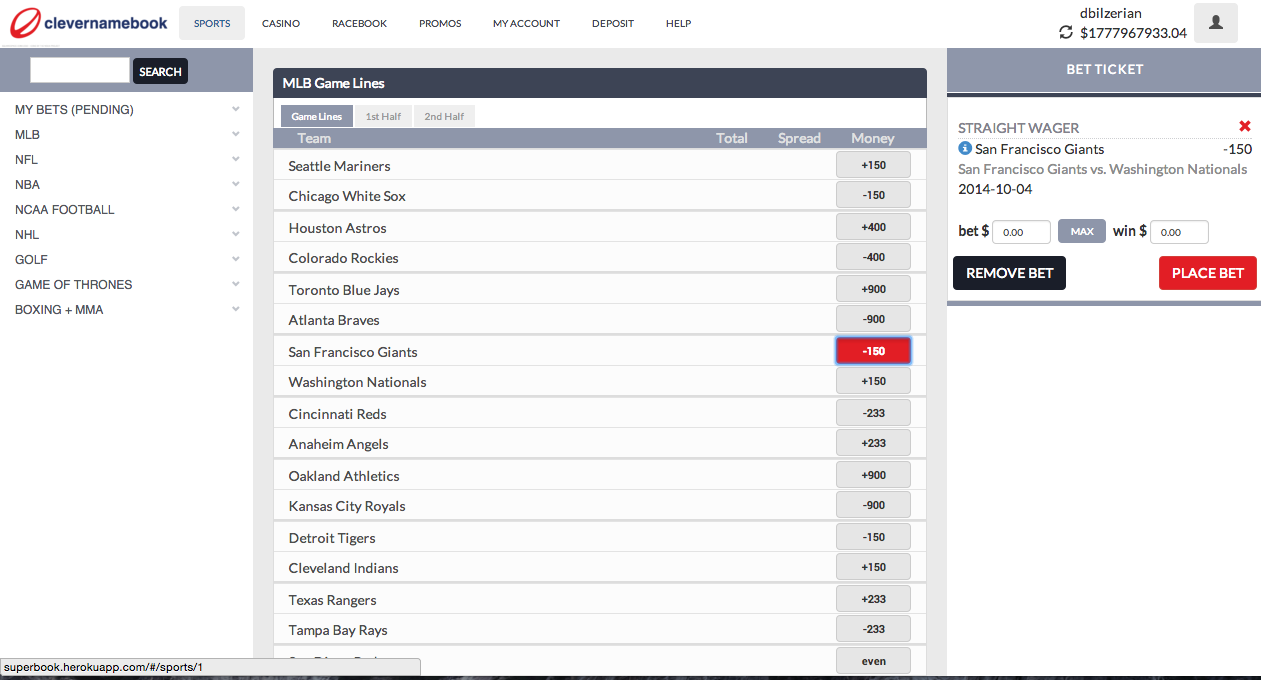 clevernamebook SPORTS CASINO RACEBOOK PROMOS MY ACCOUNT DEPOSIT HELP
dbilzerian
$1777967933.04
SEARCH
MY BETS (PENDING)
MLB
NFL
NBA
NCAA FOOTBALL
NHL
GOLF
GAME OF THRONES
BOXING + MMA
MLB Game Lines
Game Lines 1st Half 2nd Half
Team Total Spread Money
Seattle Mariners +150
Chicago White Sox -150
Houston Astros +400
Colorado Rockies -400
Toronto Blue Jays +900
Atlanta Braves -900
San Francisco Giants -150
Washington Nationals +150
Cincinnati Reds -233
Anaheim Angels +233
Oakland Athletics +900
Kansas City Royals -900
Detroit Tigers -150
Cleveland Indians +150
Texas Rangers +233
Tampa Bay Rays -233
even
BET TICKET
STRAIGHT WAGER
San Francisco Giants -150
San Francisco Giants vs. Washington Nationals
2014-10-04
bet $ 0.00 MAX win $ 0.00
REMOVE BET PLACE BET
superbook.herokuapp.com/#/sports/1